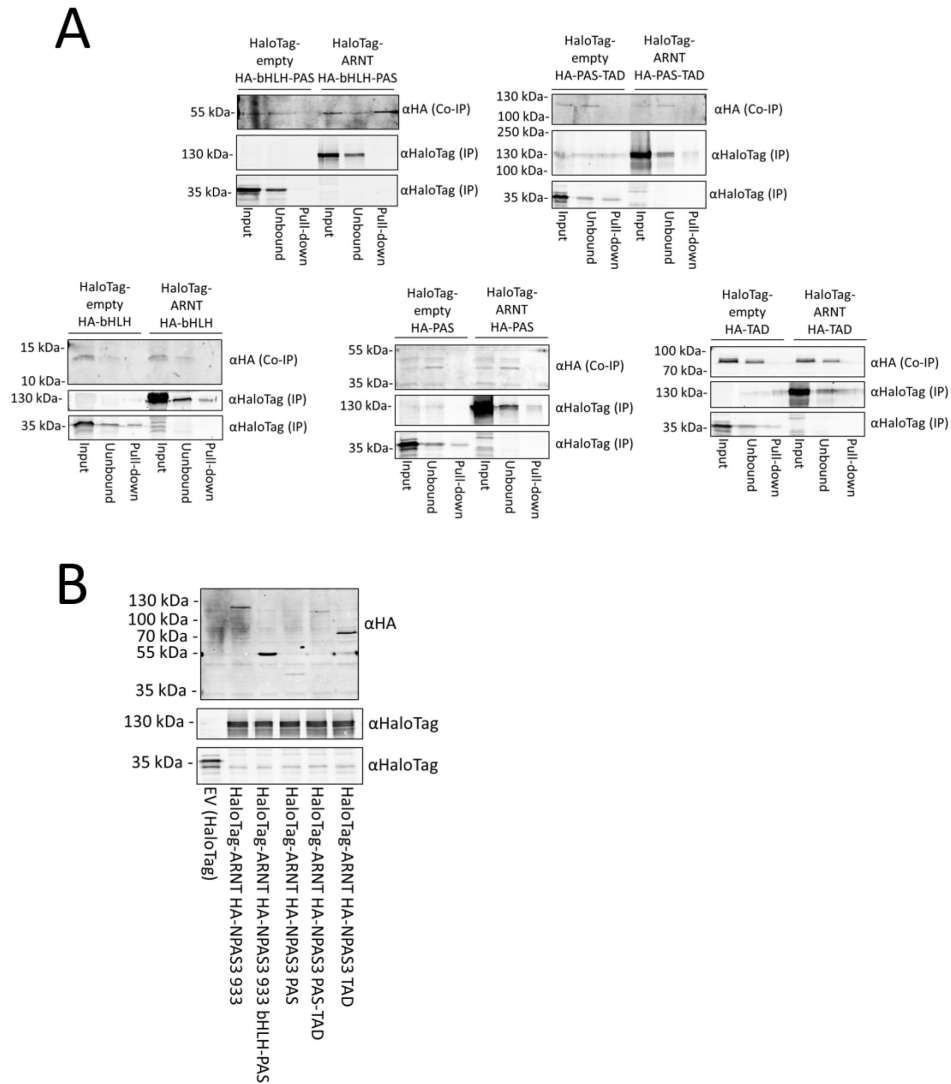 A
HaloTag-
empty
HA-bHLH-PAS
HaloTag-
ARNT
HA-bHLH-PAS
55 kDa-
αHA (Co-IP)
130 kDa-
αHaloTag (IP)
35 kDa-
αHaloTag (IP)
Input
Unbound
Pull-down
Input
Unbound
Pull-down
HaloTag-
empty
HA-PAS-TAD
HaloTag-
ARNT
HA-PAS-TAD
130 kDa-
100 kDa-
αHA (Co-IP)
250 kDa-
130 kDa-
100 kDa-
αHaloTag (IP)
35 kDa-
αHaloTag (IP)
Input
Unbound
Pull-down
Input
Unbound
Pull-down
HaloTag-
empty
HA-bHLH
HaloTag-
ARNT
HA-bHLH
15 kDa-
10 kDa-
αHA (Co-IP)
130 kDa-
αHaloTag (IP)
35 kDa-
αHaloTag (IP)
Input
Uunbound
Pull-down
Input
Unbound
Pull-down
HaloTag-
empty
HA-PAS
HaloTag-
ARNT
HA-PAS
55 kDa-
35 kDa-
αHA (Co-IP)
130 kDa-
αHaloTag (IP)
35 kDa-
αHaloTag (IP)
Input
Unbound
Pull-down
Input
Unbound
Pull-down
HaloTag-
empty
HA-TAD
HaloTag-
ARNT
HA-TAD
100 kDa-
70 kDa-
αHA (Co-IP)
130 kDa-
αHaloTag (IP)
35 kDa-
αHaloTag (IP)
Input
Unbound
Pull-down
Input
Unbound
Pull-down
B
130 kDa -
100 kDa -
70 kDa -
55 kDa -
35 kDa -
αHA
130 kDa -
αHaloTag
35 kDa -
αHaloTag
EV (HaloTag)
HaloTag-ARNT HA-NPAS3 933
HaloTag-ARNT HA-NPAS3 933 bHLH-PAS
HaloTag-ARNT HA-NPAS3 PAS
HaloTag-ARNT HA-NPAS3 PAS-TAD
HaloTag-ARNT HA-NPAS3 TAD